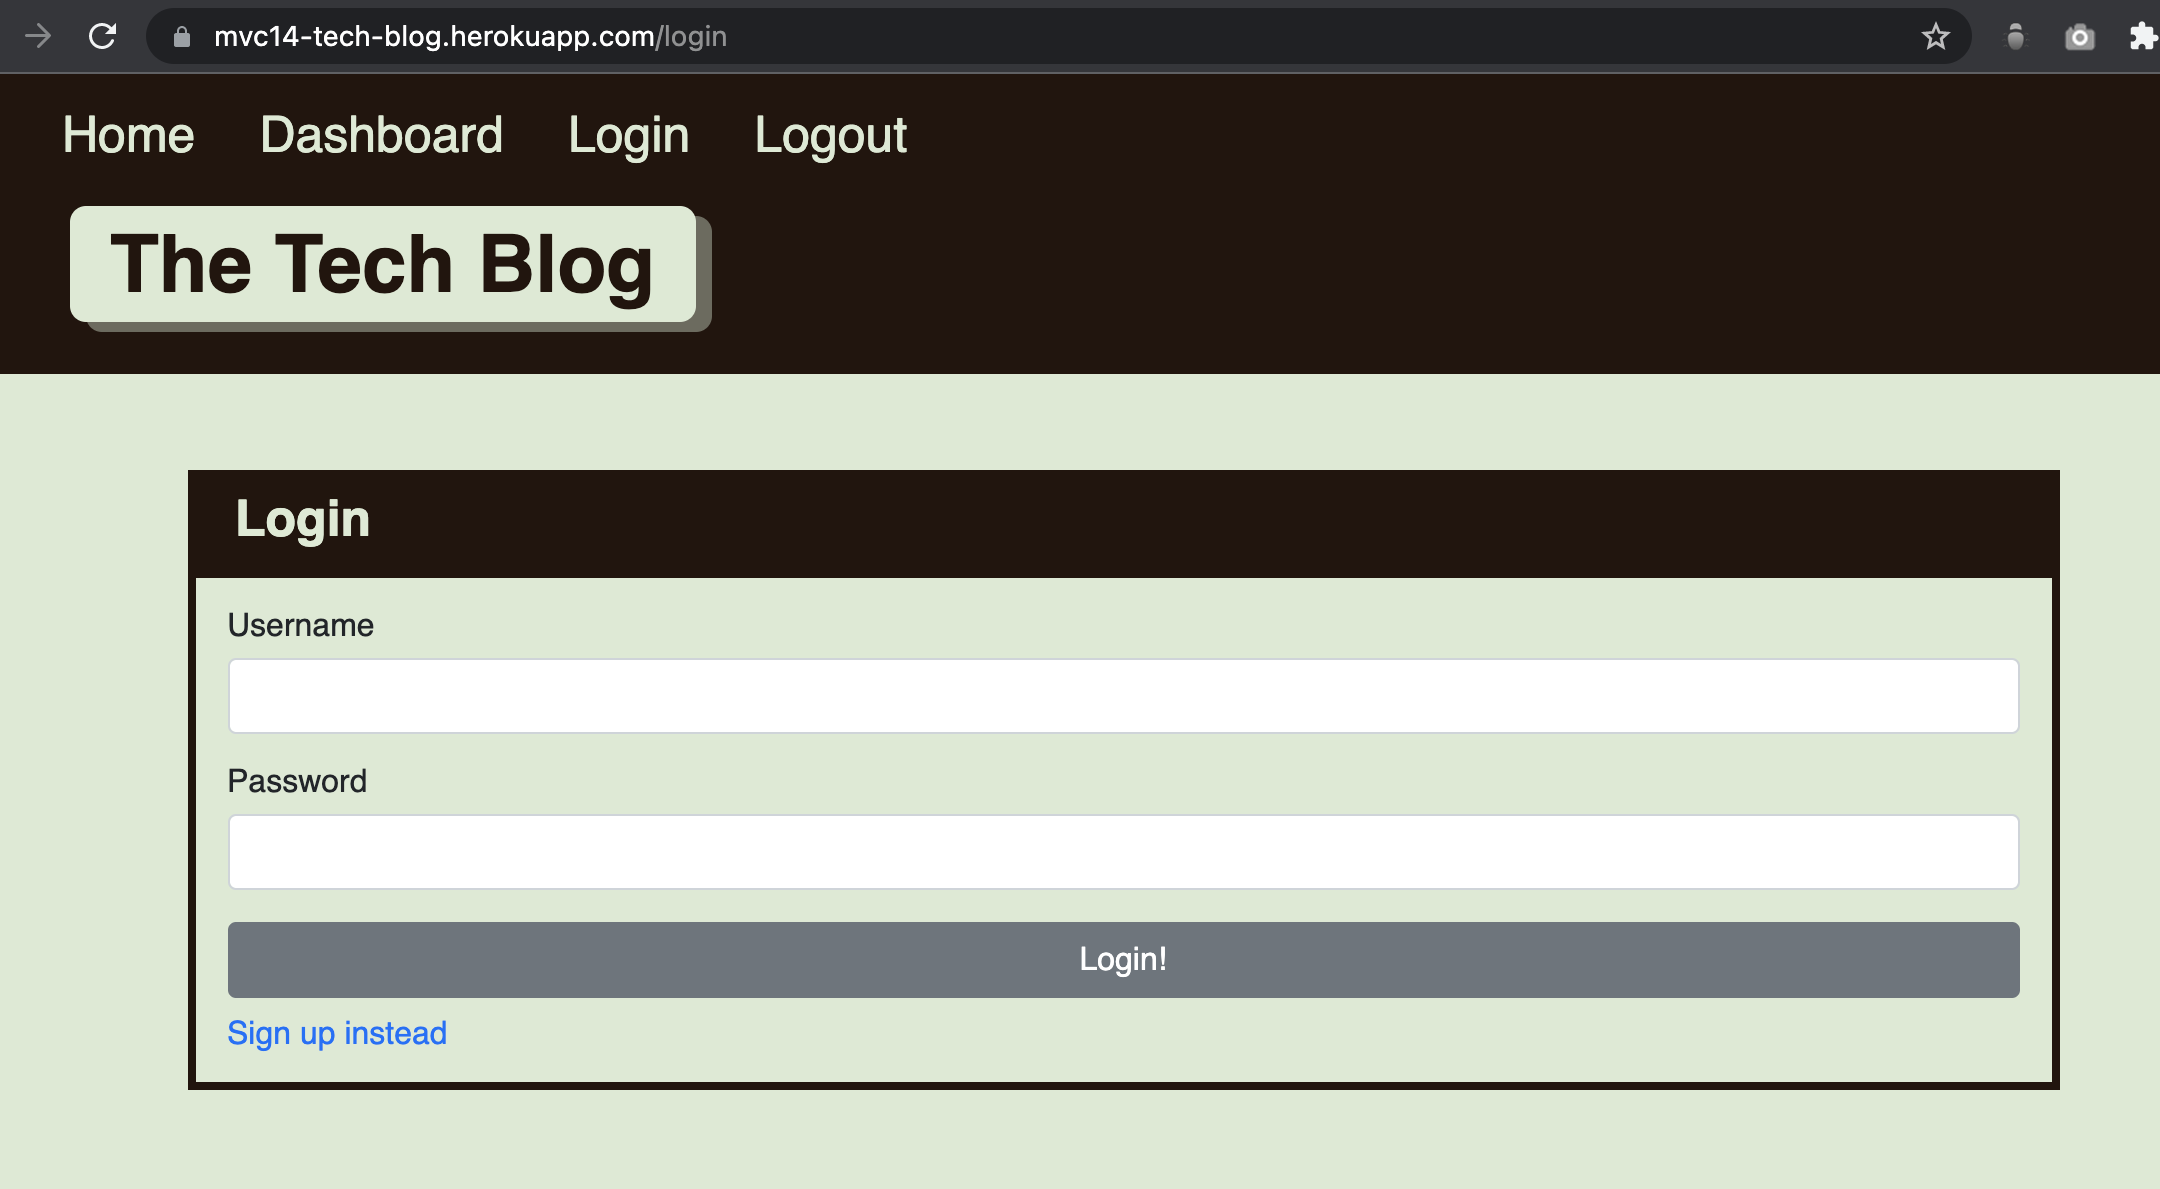 mvc14-tech-blog.herokuapp.com/login
Home Dashboard Login Logout
The Tech Blog
Login
Username
Password
Login!
Sign up instead